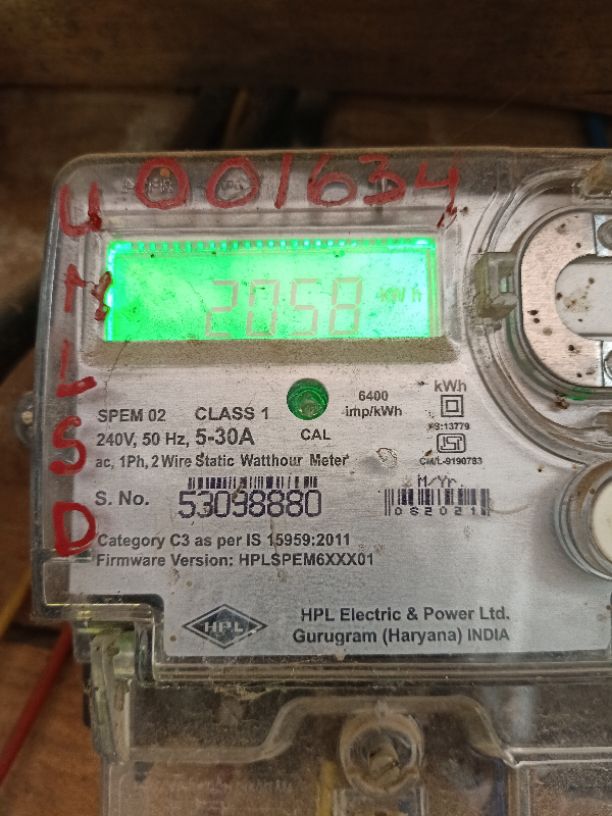 001634
U
L
S
D
2058 kWh
6400
imp/kWh
kWh
SPEM 02 CLASS 1
240V, 50 Hz, 5-30A
CAL
IS:13779
CM/L-9190783
ac, 1Ph, 2 Wire Static Watthour Meter
M/Yr.
S. No. 53098880
082021
Category C3 as per IS 15959:2011
Firmware Version: HPLSPEM6XXX01
HPL
HPL Electric & Power Ltd.
Gurugram (Haryana) INDIA